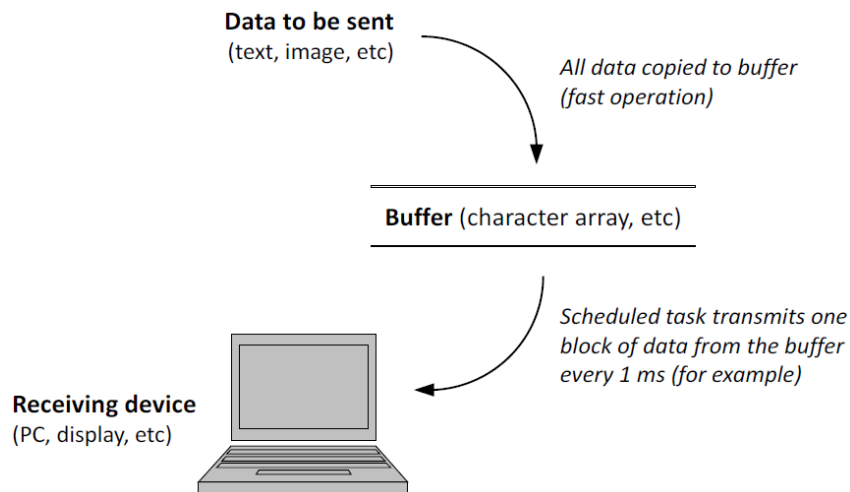 Data to be sent
(text, image, etc)
All data copied to buffer
(fast operation)
Buffer (character array, etc)
Scheduled task transmits one
block of data from the buffer
every 1 ms (for example)
Receiving device
(PC, display, etc)